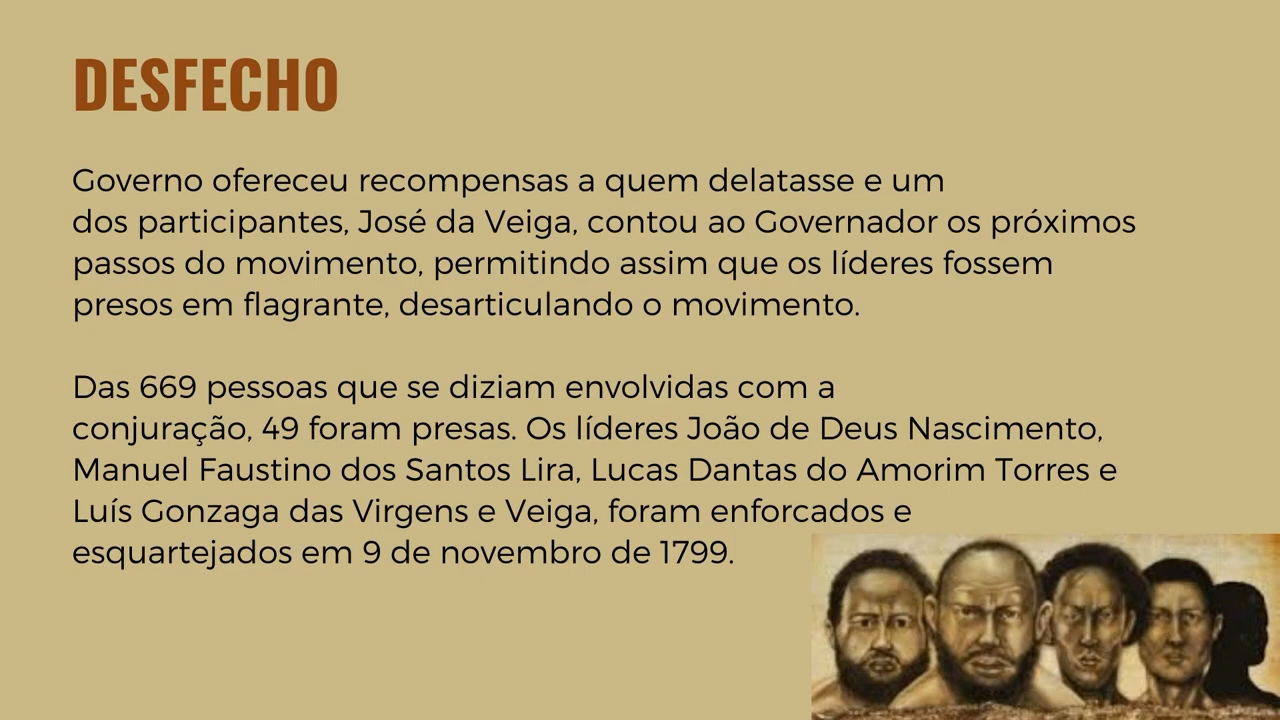 DESFECHO
Governo ofereceu recompensas a quem delatasse e um
dos participantes, José da Veiga, contou ao Governador os próximos
passos do movimento, permitindo assim que os líderes fossem
presos em flagrante, desarticulando o movimento.
Das 669 pessoas que se diziam envolvidas com a
conjuração, 49 foram presas. Os líderes João de Deus Nascimento,
Manuel Faustino dos Santos Lira, Lucas Dantas do Amorim Torres e
Luís Gonzaga das Virgens e Veiga, foram enforcados e
esquartejados em 9 de novembro de 1799.